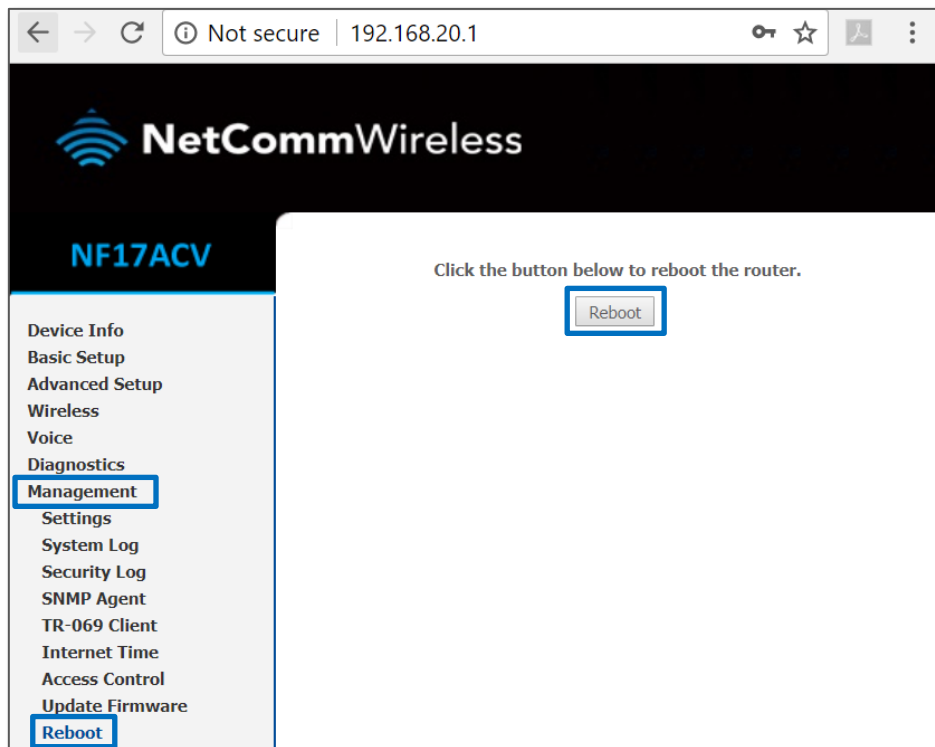 Not secure 192.168.20.1
NetCommWireless
NF17ACV
Click the button below to reboot the router.
Reboot
Device Info
Basic Setup
Advanced Setup
Wireless
Voice
Diagnostics
Management
Settings
System Log
Security Log
SNMP Agent
TR-069 Client
Internet Time
Access Control
Update Firmware
Reboot